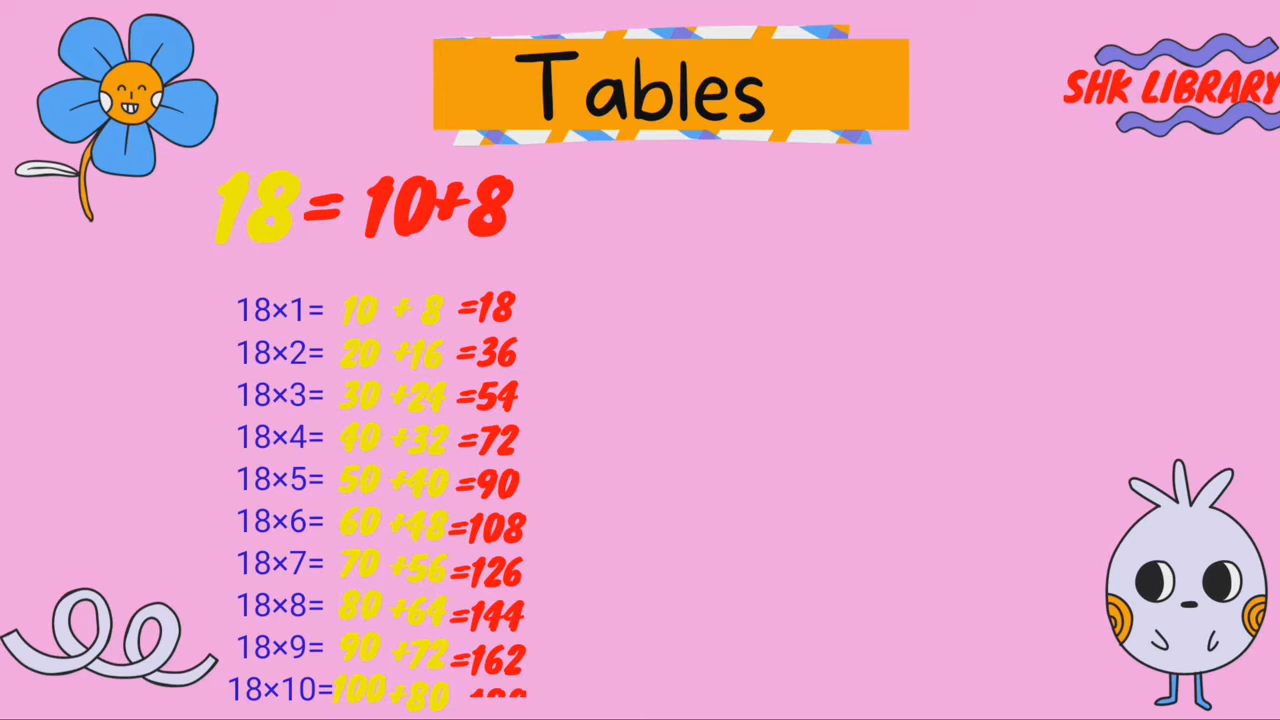 Tables
SHK LIBRARY
18= 10+8
18×1= 10 + 8 =18
18×2= 20 +16 =36
18×3= 30 +24 =54
18×4= 40 +32 =72
18×5= 50 +40 =90
18×6= 60 +48 =108
18×7= 70 +56 =126
18×8= 80 +64 =144
18×9= 90 +72 =162
18×10= 100 +80